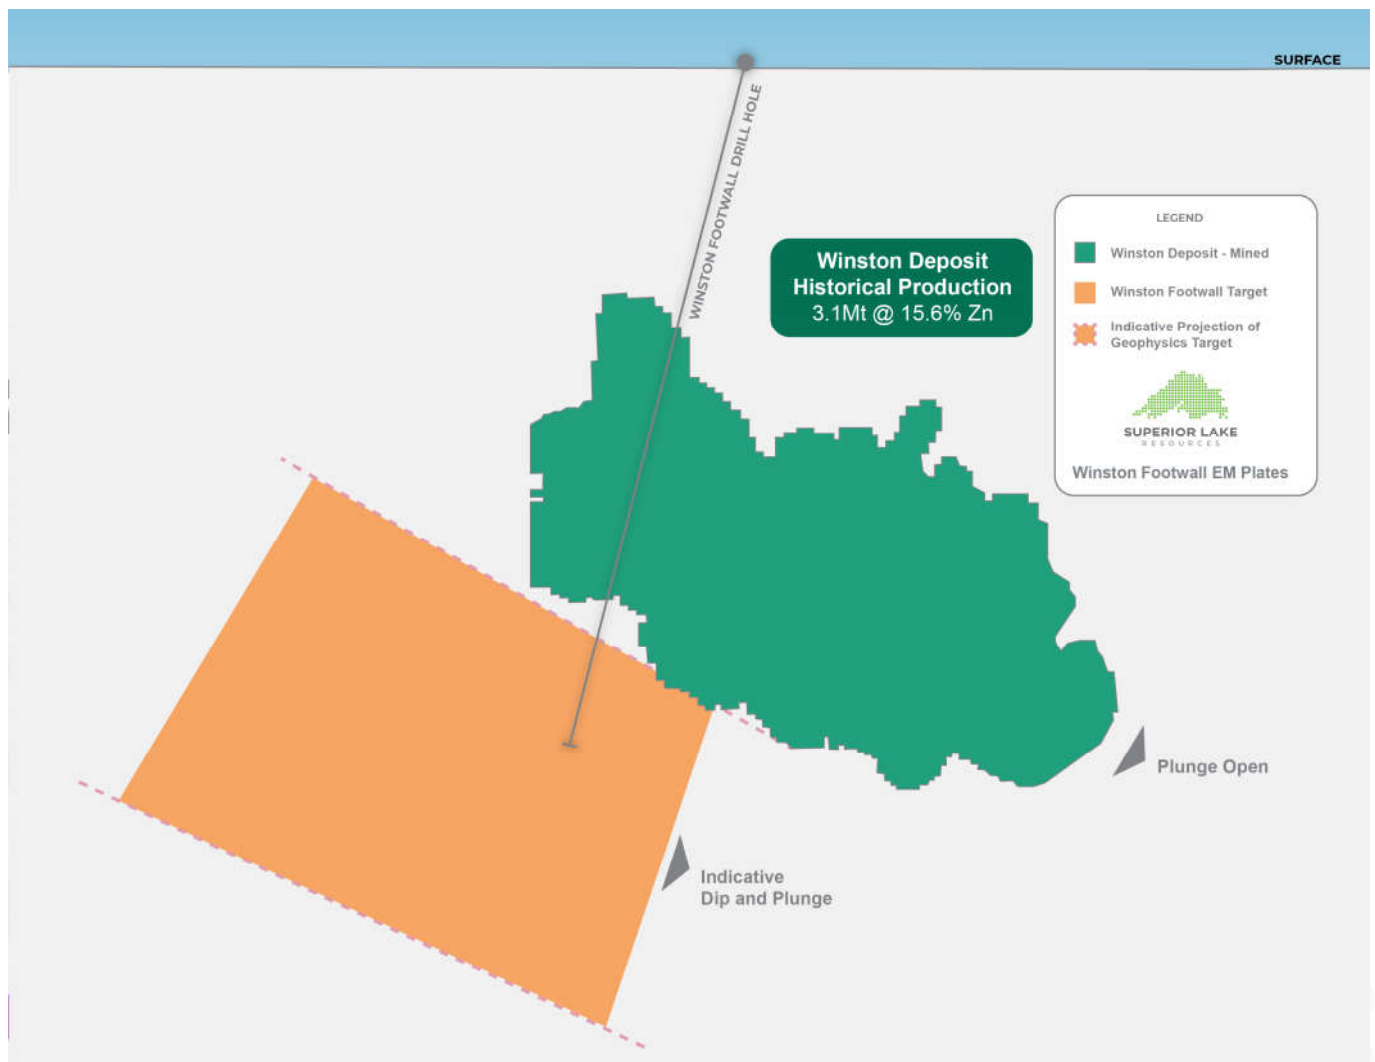 SURFACE
WINSTON FOOTWALL DRILL HOLE
Winston Deposit
Historical Production
3.1Mt @ 15.6% Zn
LEGEND
Winston Deposit - Mined
Winston Footwall Target
Indicative Projection of
Geophysics Target
SUPERIOR LAKE
RESOURCES
Winston Footwall EM Plates
Plunge Open
Indicative
Dip and Plunge